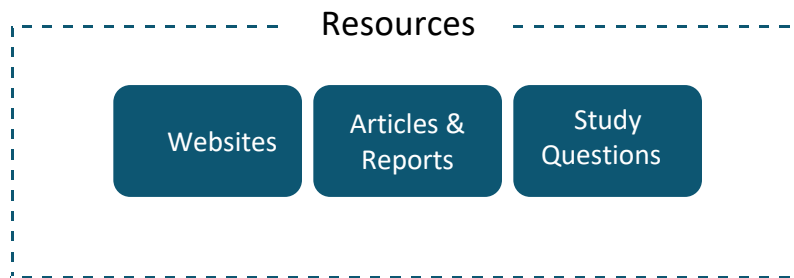 Resources
Websites
Articles &
Reports
Study
Questions